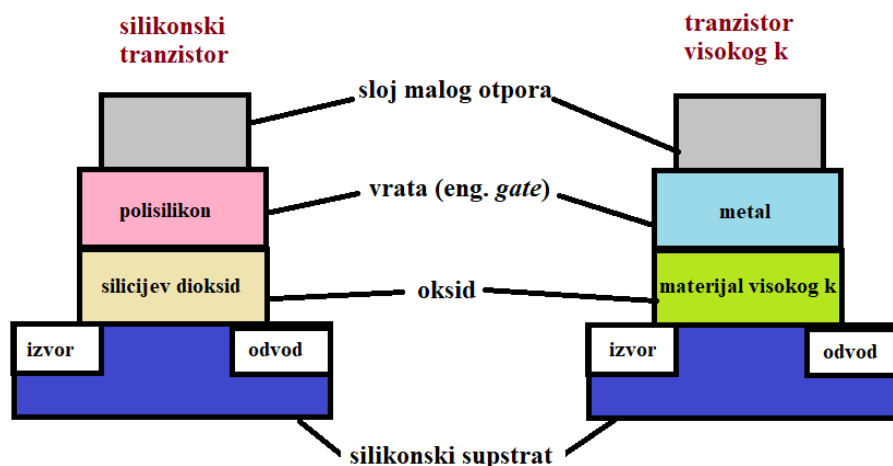 silikonski
tranzistor
tranzistor
visokog k
sloj malog otpora
vrata (eng. gate)
polisilikon
metal
silicijev dioksid
oksid
materijal visokog k
izvor
odvod
izvor
odvod
silikonski supstrat